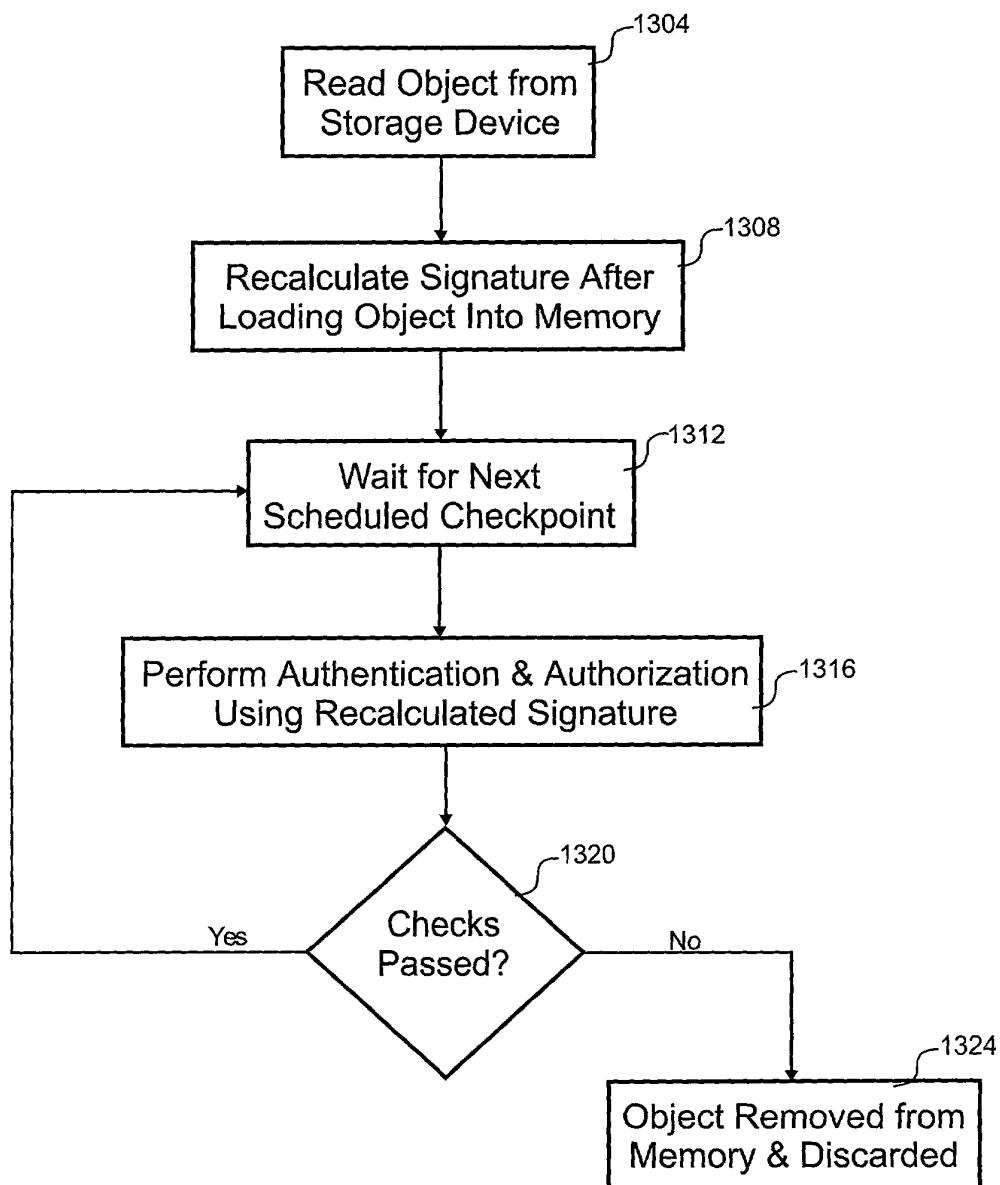 1304
Read Object from
Storage Device
1308
Recalculate Signature After
Loading Object Into Memory
1312
Wait for Next
Scheduled Checkpoint
1316
Perform Authentication & Authorization
Using Recalculated Signature
1320
Checks
Passed?
Yes
No
1324
Object Removed from
Memory & Discarded